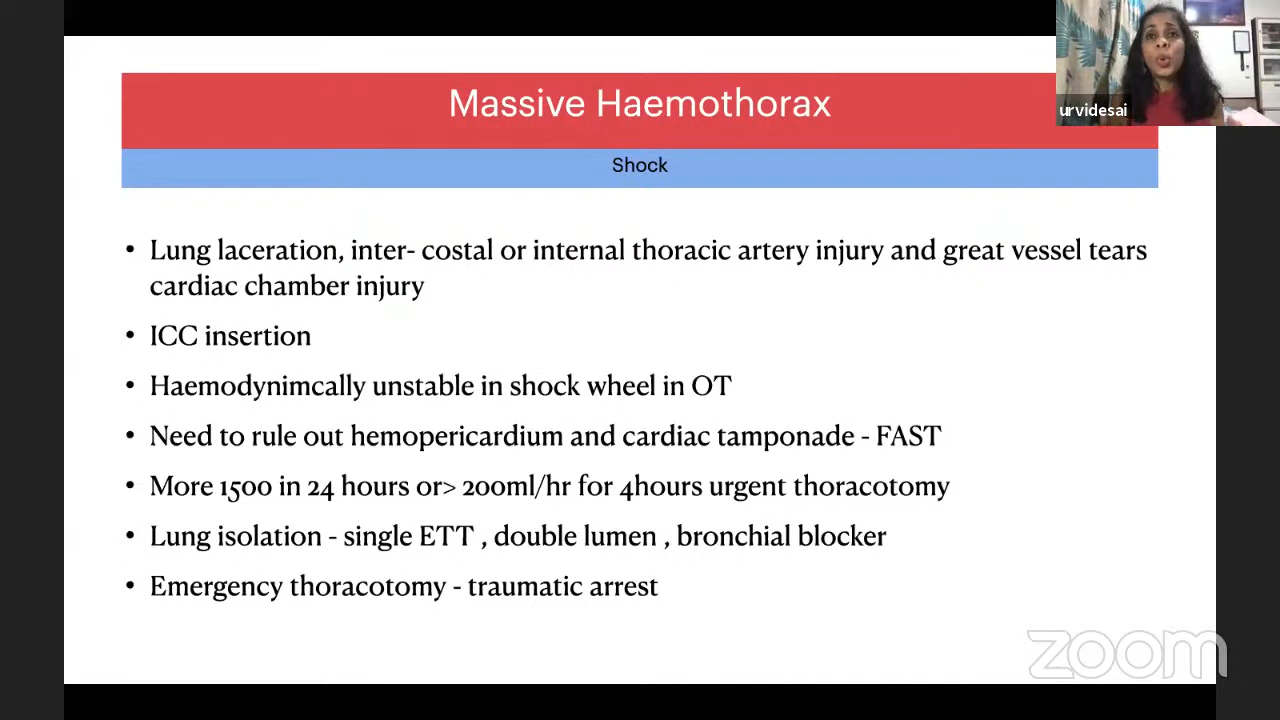 Massive Haemothorax
urvidesai
Shock
• Lung laceration, inter- costal or internal thoracic artery injury and great vessel tears
cardiac chamber injury
• ICC insertion
• Haemodynimcally unstable in shock wheel in OT
• Need to rule out hemopericardium and cardiac tamponade - FAST
• More 1500 in 24 hours or> 200ml/hr for 4hours urgent thoracotomy
• Lung isolation - single ETT , double lumen , bronchial blocker
• Emergency thoracotomy - traumatic arrest
zoom